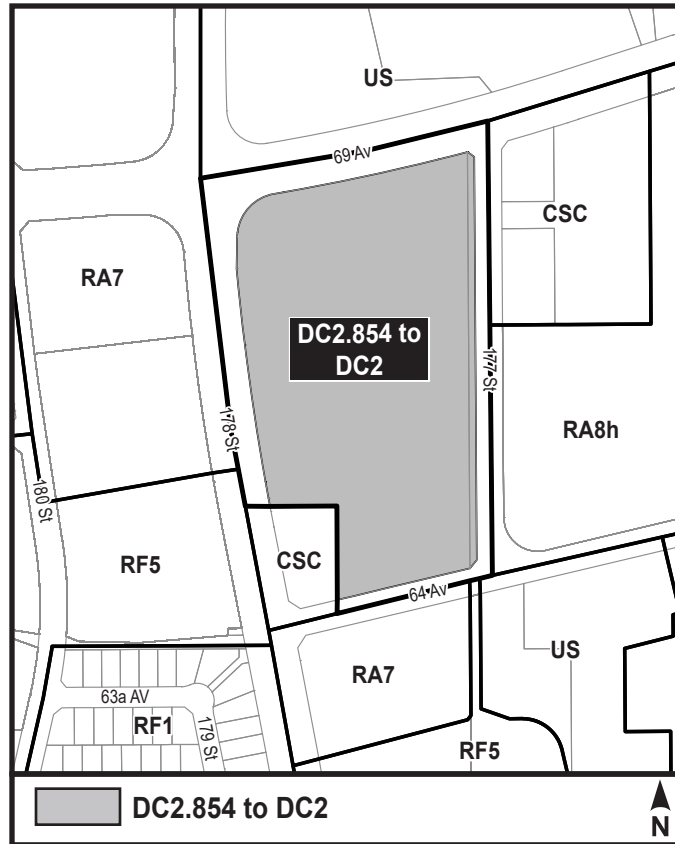 US
69 Av
CSC
RA7
DC2.854 to
DC2
177 St
178 St
RA8h
180 St
CSC
RF5
64 Av
US
RA7
63a AV
RF1
179 St
RF5
DC2.854 to DC2
N